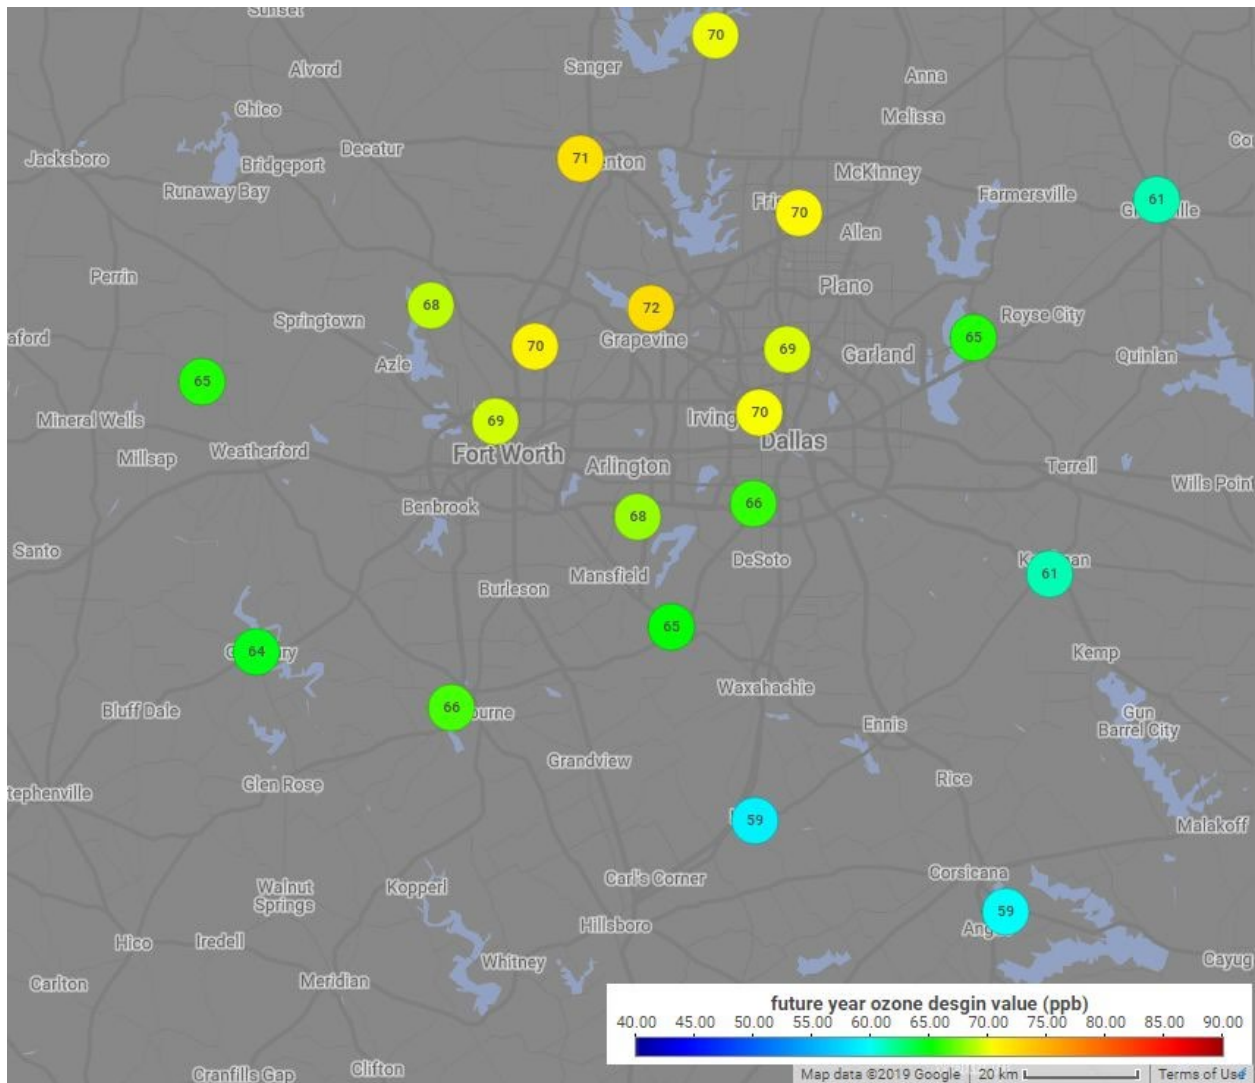 Sunset
70
Sanger
Alvord
Anna
Chico
Melissa
Decatur
Jacksboro
71
enton
Bridgeport
McKinney
Runaway Bay
Farmersville
61
Fri
70
Allen
Perrin
Plano
68
72
Springtown
Royse City
aford
Grapevine
70
69
Garland
65
Quinlan
Azle
65
Mineral Wells
69
Irving
70
Dallas
Millsap
Weatherford
Fort Worth
Arlington
Terrell
Wills Point
Benbrook
68
66
Santo
DeSoto
Mansfield
61
Burleson
65
64
Kemp
Waxahachie
Bluff Dale
66
urne
Ennis
Gun
Barrel City
Grandview
Glen Rose
Rice
tephenville
59
Malakoff
Corsicana
Carl's Corner
Walnut
Springs
Kopperl
59
Hillsboro
Hico
Iredell
Whitney
Cayug
Carlton
Meridian
future year ozone desgin value (ppb)
40.00 45.00 50.00 55.00 60.00 65.00 70.00 75.00 80.00 85.00 90.00
Cranfills Gap
Clifton
Map data ©2019 Google 20 km Terms of Use